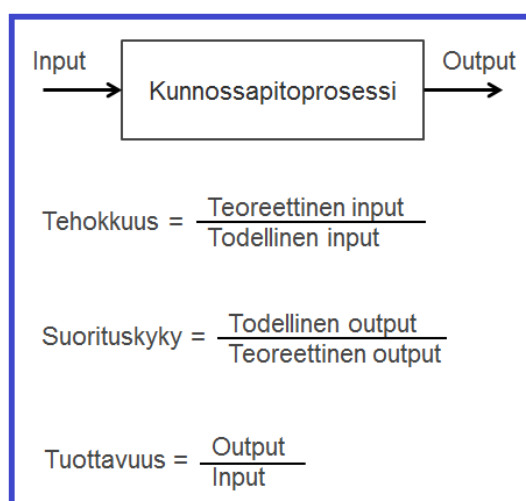 Input
Output
Kunnossapitoprosessi
Tehokkuus = Teoreettinen input
Todellinen input
Suorituskyky = Todellinen output
Teoreettinen output
Tuottavuus = Output
Input